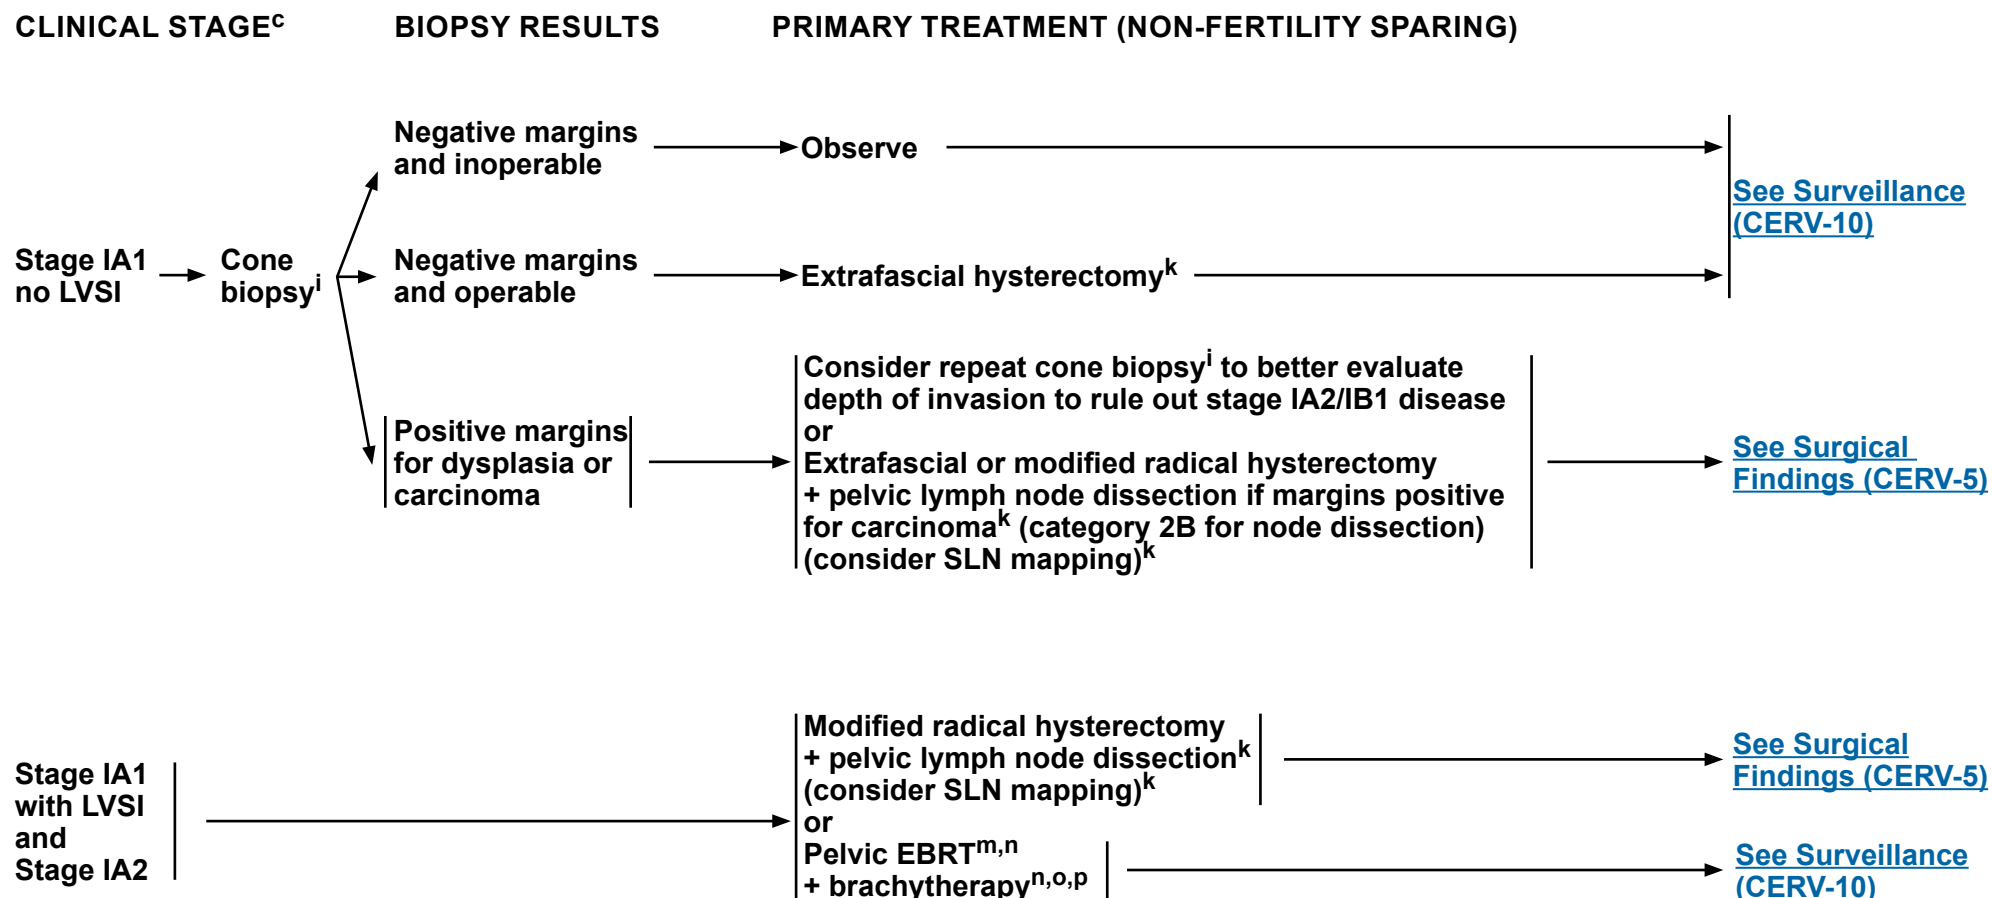 CLINICAL STAGEc BIOPSY RESULTS PRIMARY TREATMENT (NON-FERTILITY SPARING)
Stage IA1
no LVSI
Cone
biopsyi
Negative margins
and inoperable
Observe
Negative margins
and operable
Extrafascial hysterectomyk
See Surveillance
(CERV-10)
Positive margins
for dysplasia or
carcinoma
Consider repeat cone biopsyi to better evaluate
depth of invasion to rule out stage IA2/IB1 disease
or
Extrafascial or modified radical hysterectomy
+ pelvic lymph node dissection if margins positive
for carcinomak (category 2B for node dissection)
(consider SLN mapping)k
See Surgical
Findings (CERV-5)
Stage IA1
with LVSI
and
Stage IA2
Modified radical hysterectomy
+ pelvic lymph node dissectionk
(consider SLN mapping)k
or
Pelvic EBRTm,n
+ brachytherapyn,o,p
See Surgical
Findings (CERV-5)
See Surveillance
(CERV-10)